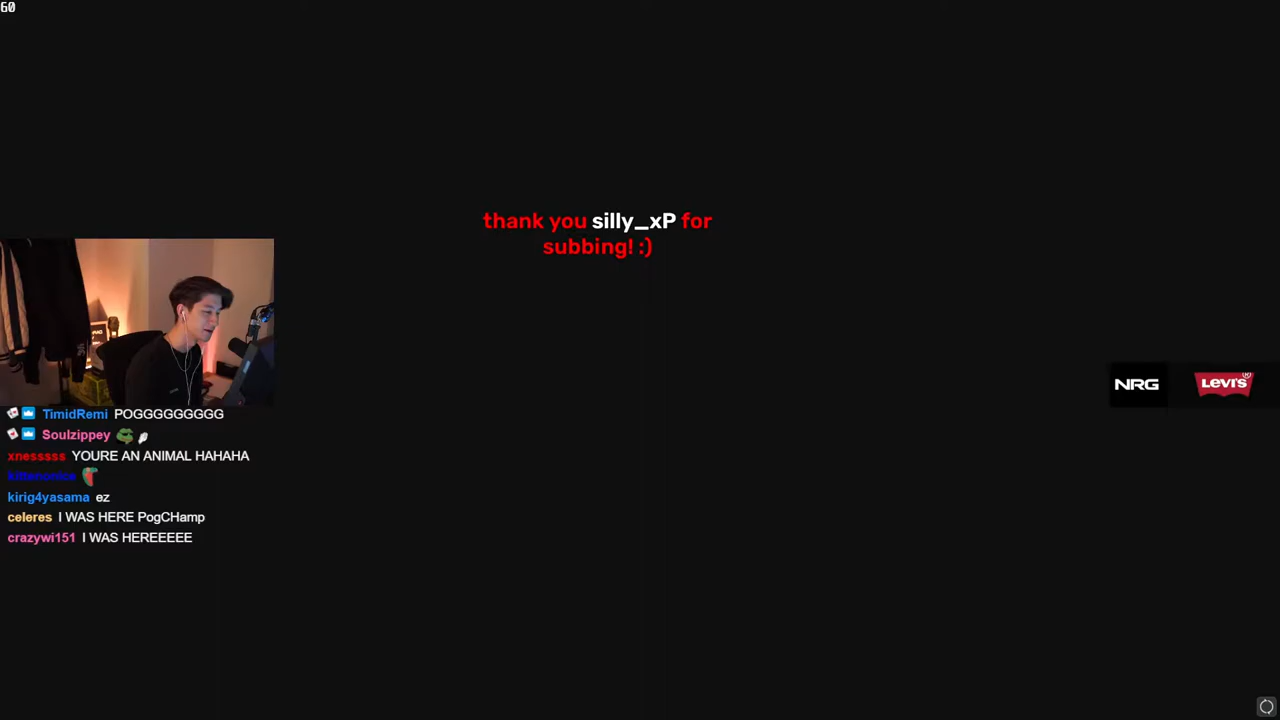 60
thank you silly_xP for
subbing! :)
NRG LEVI'S®
TimidRemi POGGGGGGGGG
Soulzippey
xnesssss YOURE AN ANIMAL HAHAHA
kirig4yasama ez
celeres I WAS HERE PogCHamp
crazywi151 I WAS HEREEEEE